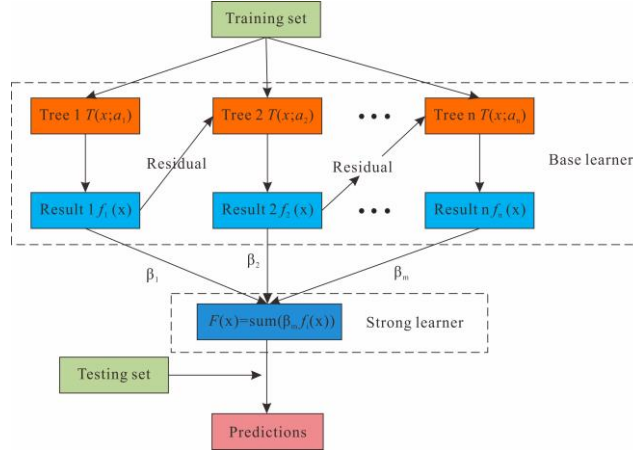 Training set
Tree 1 T(x;a₁)
Tree 2 T(x;a₂)
• • •
Tree n T(x;aₙ)
Residual
Residual
Base learner
Result 1 f₁(x)
Result 2 f₂(x)
• • •
Result n fₙ(x)
β₁
β₂
βₘ
F(x)=sum(βₘfᵢ(x))
Strong learner
Testing set
Predictions